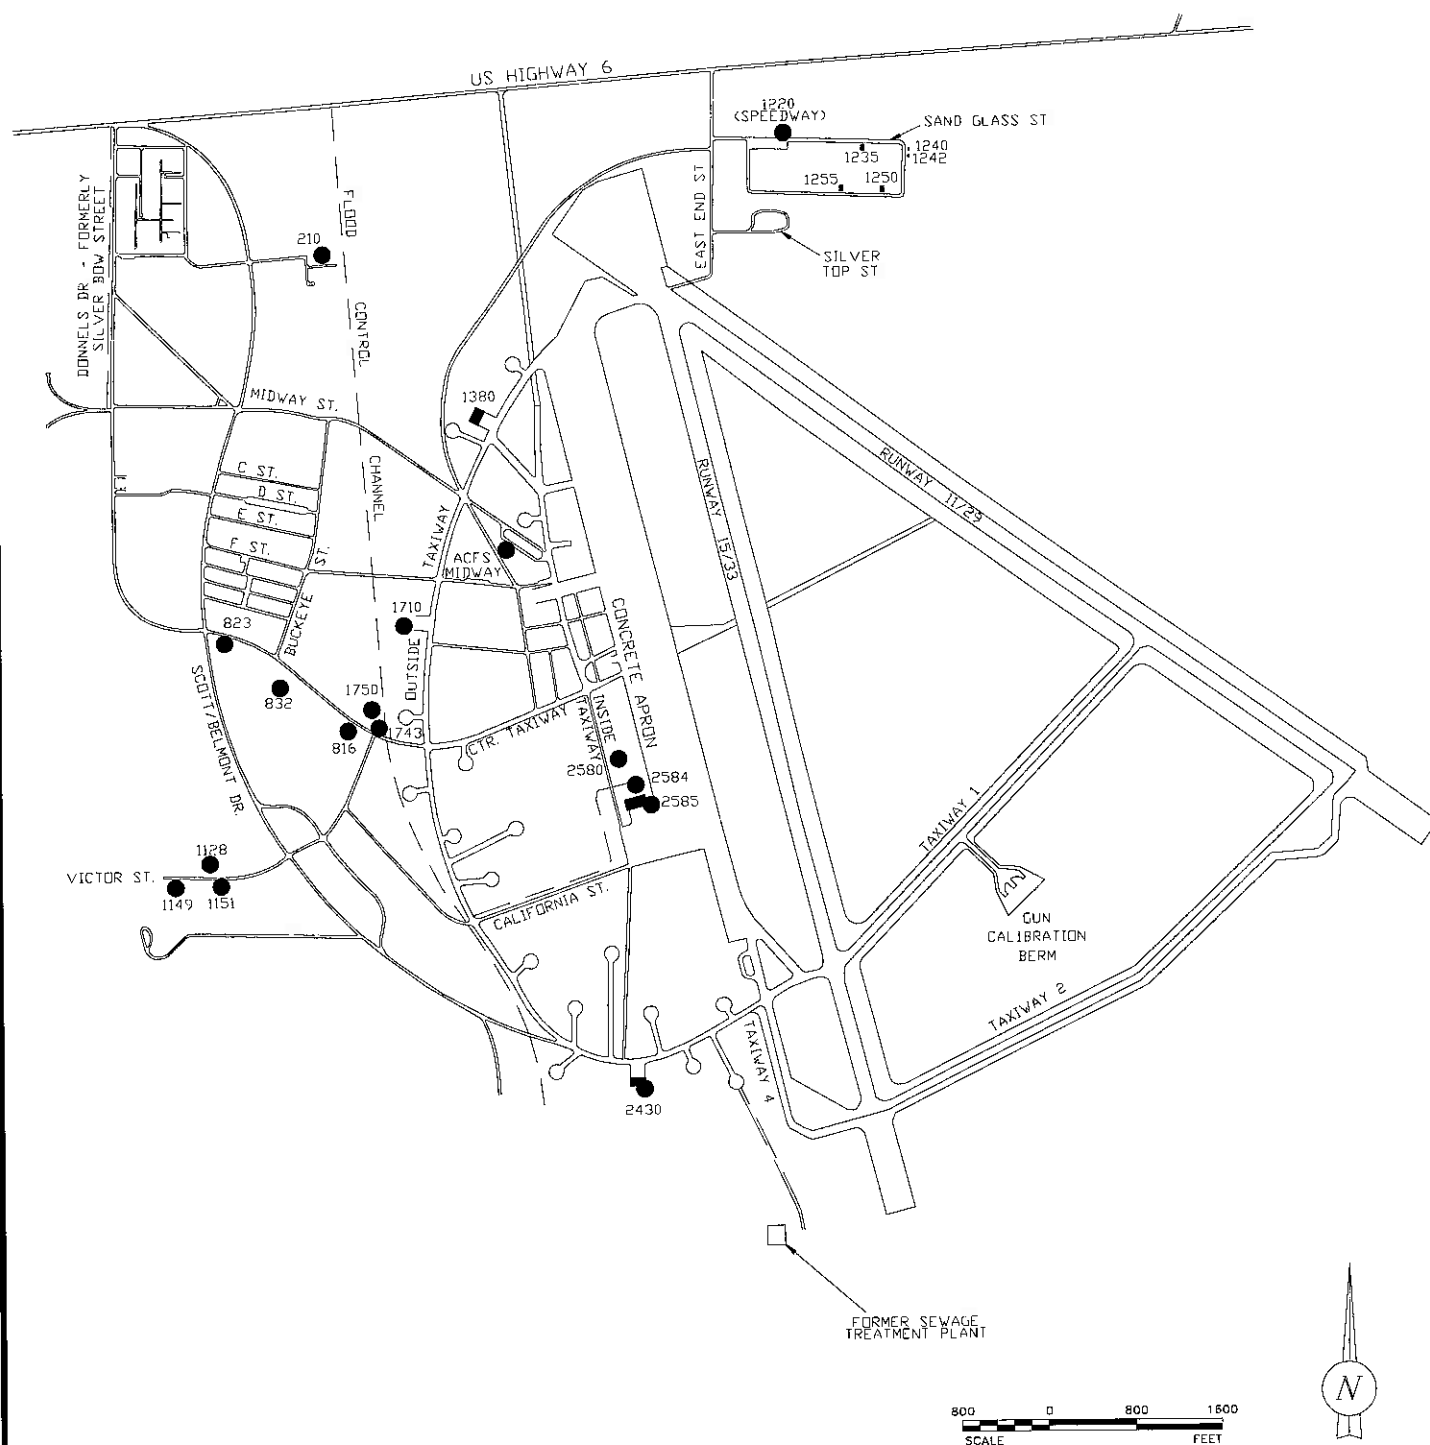 US HIGHWAY 6
1220
(SPEEDWAY)
SAND GLASS ST
1240
1242
1235
1255
1250
EAST END ST
SILVER
TOP ST
DONNELS DR - FORMERLY
SILVER BOW STREET
210
FLOOD
CONTROL
CHANNEL
MIDWAY ST.
1380
C ST.
D ST.
E ST.
F ST.
BUCKEYE ST.
TAXIWAY
OUTSIDE
ACFS
MIDWAY
RUNWAY 15/33
RUNWAY 11/29
823
832
816
1710
1750
1743
SCOTT/BELMONT DR.
CONCRETE APRON
INSIDE
TAXIWAY
CTR. TAXIWAY
2580
2584
2585
TAXIWAY 1
1128
VICTOR ST.
1149
1151
CALIFORNIA ST.
GUN
CALIBRATION
BERM
TAXIWAY 2
TAXIWAY 4
2430
FORMER SEWAGE
TREATMENT PLANT
N
800 0 800 1600
SCALE FEET